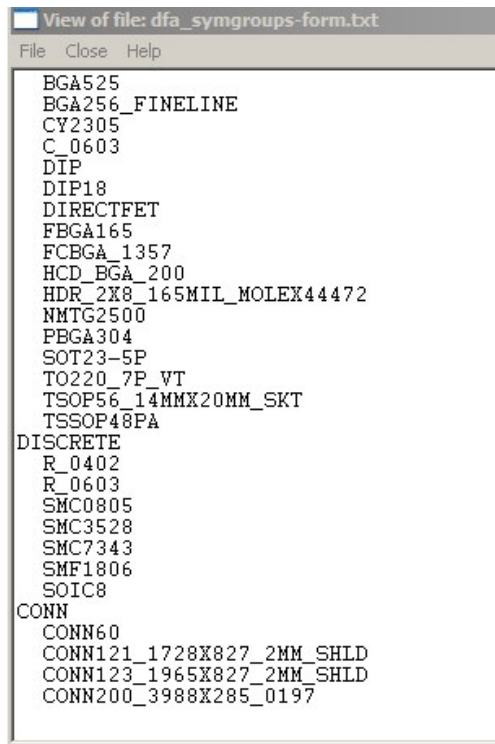 View of file: dfa_symgroups-form.txt
File Close Help
BGA525
BGA256_FINELINE
CY2305
C_0603
DIP
DIP18
DIRECTFET
FBGA165
FCBGA_1357
HCD_BGA_200
HDR_2X8_165MIL_MOLEX44472
NMTG2500
PBGA304
SOT23-5P
TO220_7P_VT
TSOP56_14MMX20MM_SKT
TSSOP48PA
DISCRETE
R_0402
R_0603
SMC0805
SMC3528
SMC7343
SMF1806
SOIC8
CONN
CONN60
CONN121_1728X827_2MM_SHLD
CONN123_1965X827_2MM_SHLD
CONN200_3988X285_0197